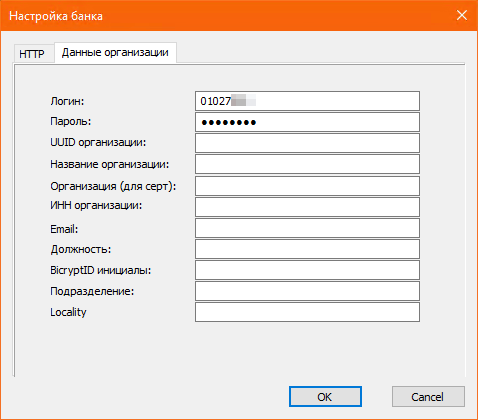 Настройка банка
HTTP
Данные организации
Логин: 01027
Пароль: ●●●●●●●●
UUID организации:
Название организации:
Организация (для серт):
ИНН организации:
Email:
Должность:
BicryptID инициалы:
Подразделение:
Locality
OK
Cancel